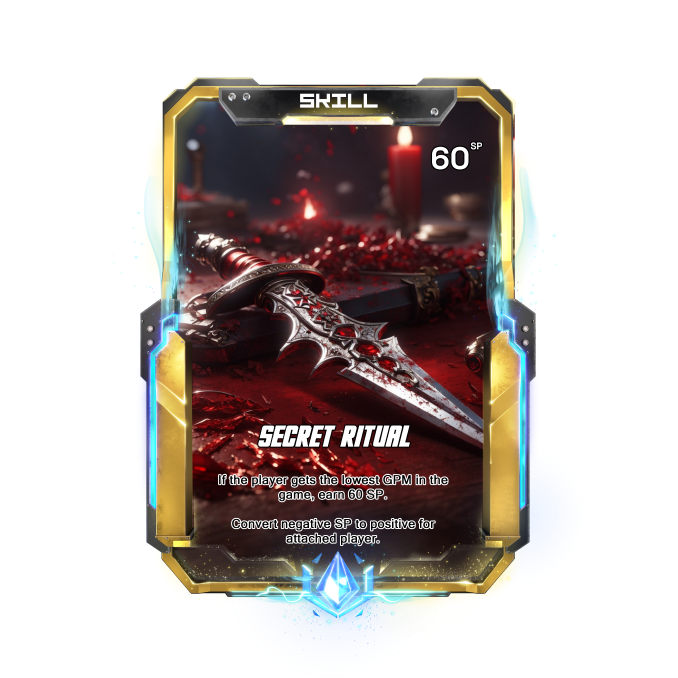 SKILL
60 SP
SECRET RITUAL
If the player gets the lowest GPM in the
game, earn 60 SP.
Convert negative SP to positive for
attached player.